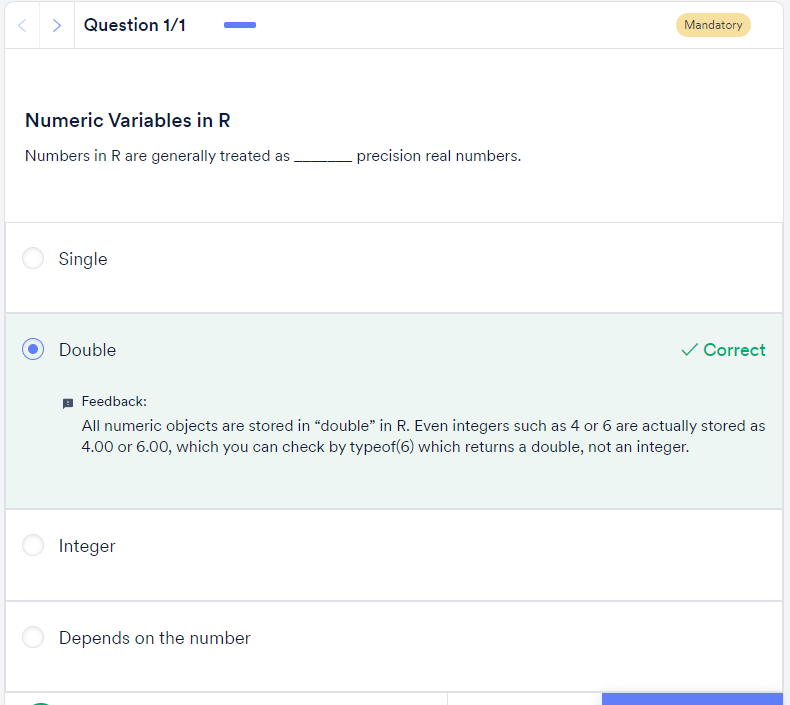 Question 1/1
Mandatory
Numeric Variables in R
Numbers in R are generally treated as _______ precision real numbers.
Single
Double
Correct
Feedback:
All numeric objects are stored in “double” in R. Even integers such as 4 or 6 are actually stored as
4.00 or 6.00, which you can check by typeof(6) which returns a double, not an integer.
Integer
Depends on the number